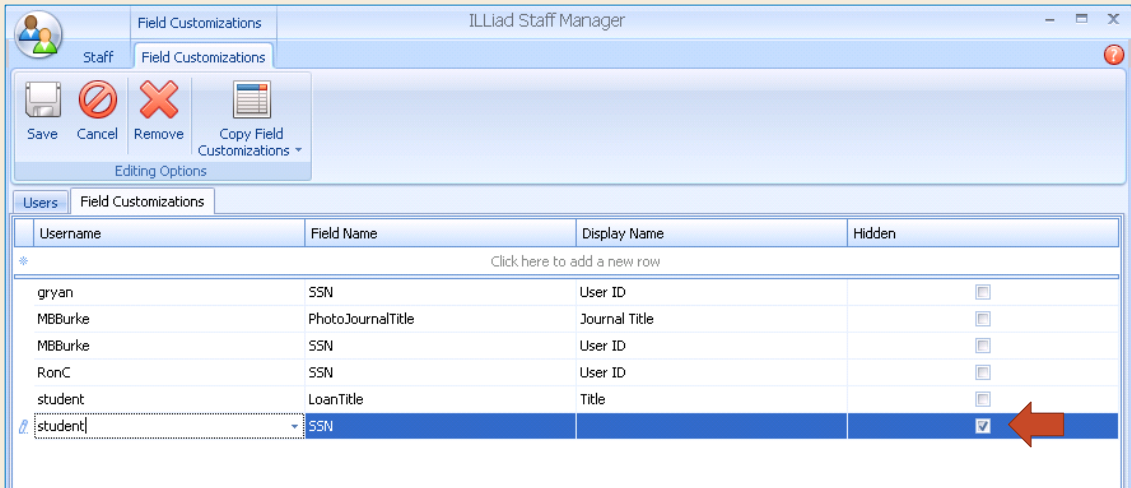 Field Customizations ILLiad Staff Manager
Staff Field Customizations
Save Cancel Remove Copy Field Customizations
Editing Options
Users Field Customizations
Username Field Name Display Name Hidden
Click here to add a new row
gryan SSN User ID
MBBurke PhotoJournalTitle Journal Title
MBBurke SSN User ID
RonC SSN User ID
student LoanTitle Title
student SSN